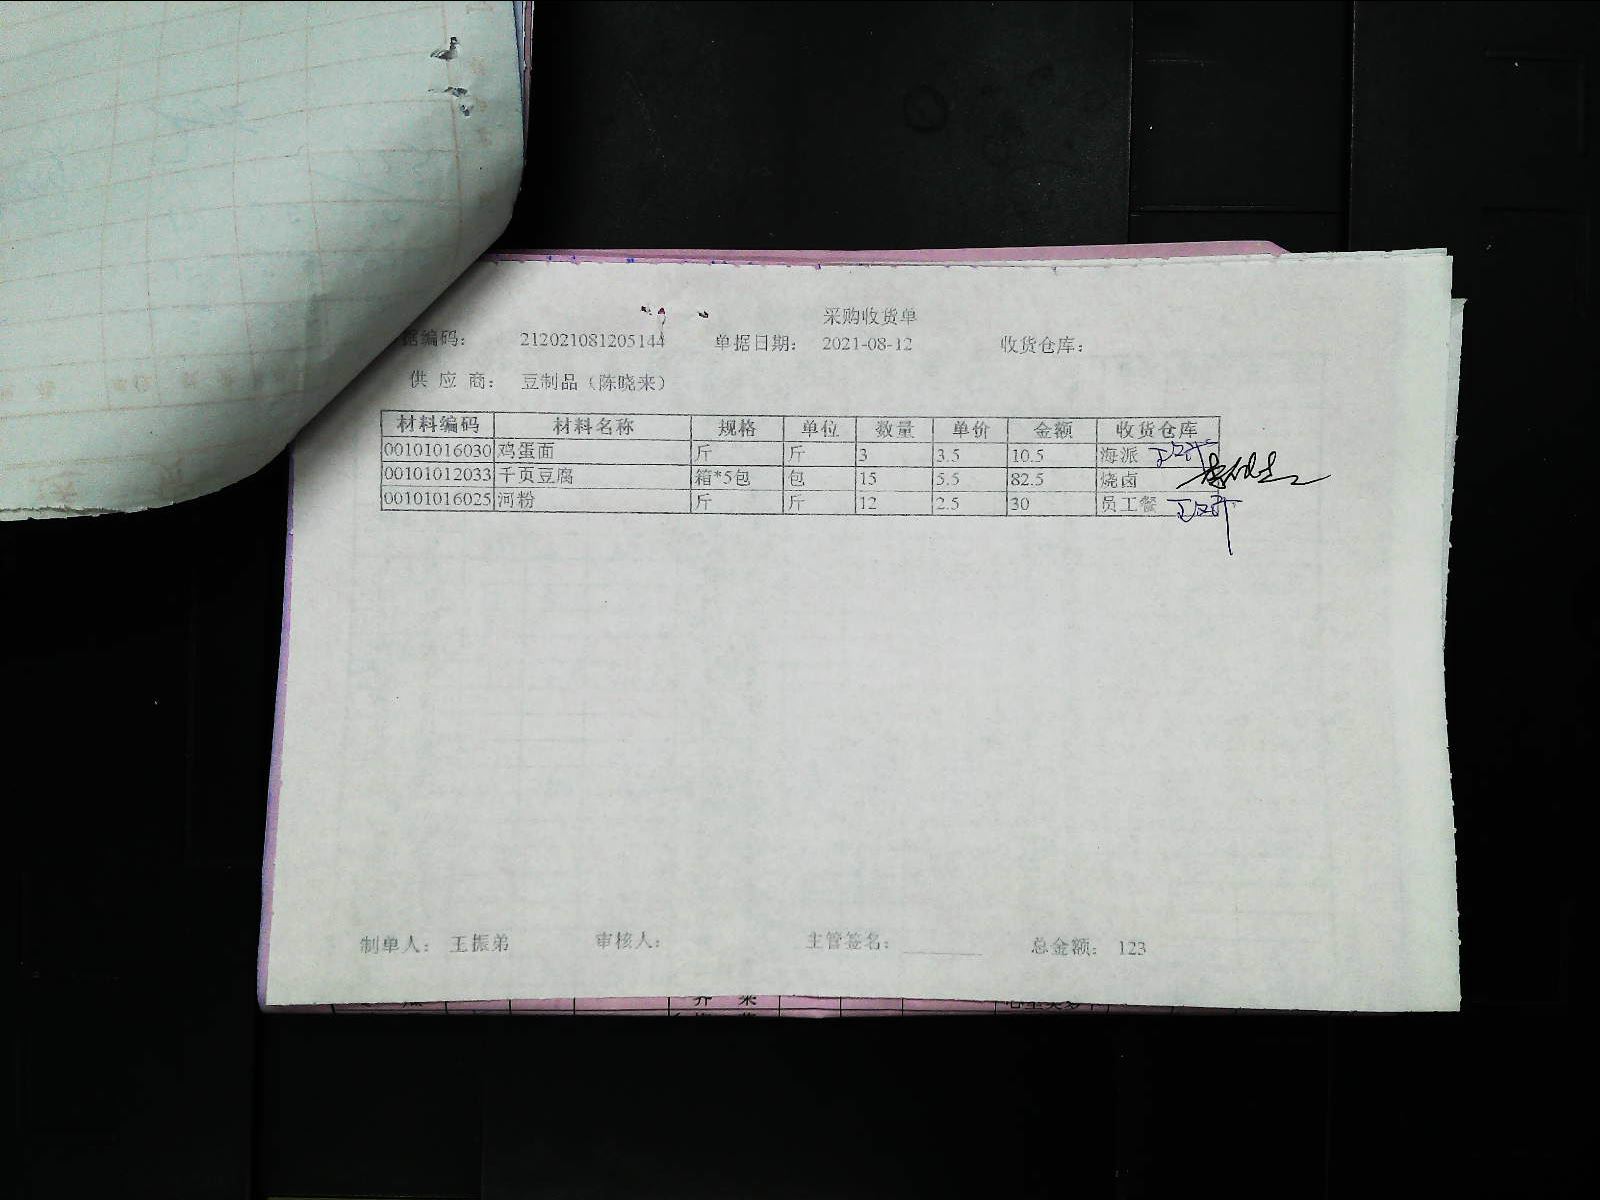 采购收货单
据编码： 212021081205144 单据日期： 2021-08-12 收货仓库：
供 应 商： 豆制品（陈晓来）
材料编码 材料名称 规格 单位 数量 单价 金额 收货仓库
00101016030 鸡蛋面 斤 斤 3 3.5 10.5 海派
00101012033 千页豆腐 箱*5包 包 15 5.5 82.5 烧卤
00101016025 河粉 斤 斤 12 2.5 30 员工餐
制单人： 王振弟 审核人： 主管签名： 总金额： 123